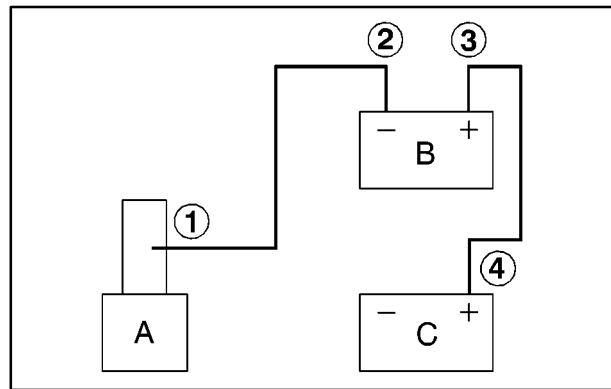 ② ③
− +
B
①
④
A
− +
C